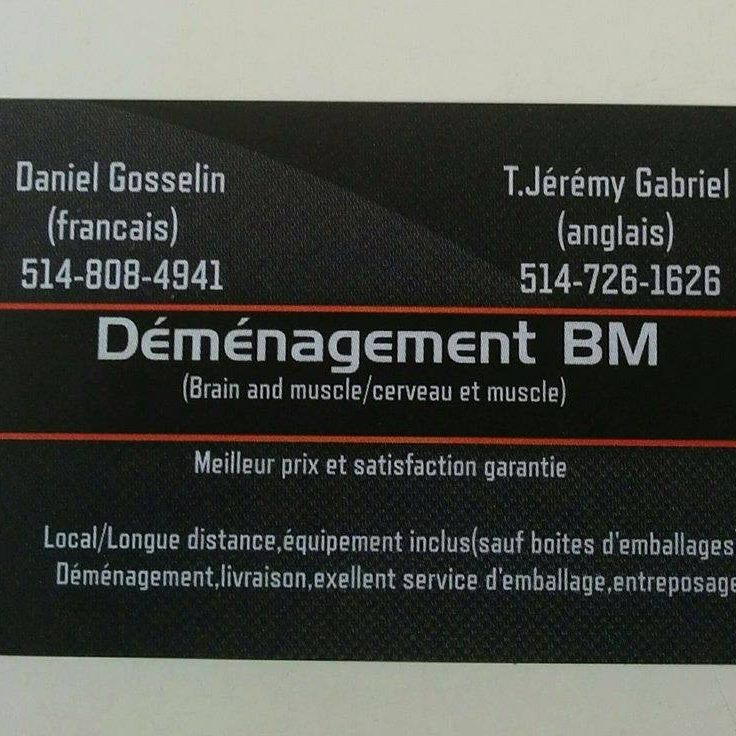 Daniel Gosselin
(francais)
514-808-4941
T.Jérémy Gabriel
(anglais)
514-726-1626
Déménagement BM
(Brain and muscle/cerveau et muscle)
Meilleur prix et satisfaction garantie
Local/Longue distance,équipement inclus(sauf boites d'emballages
Déménagement,livraison,exellent service d'emballage,entreposage